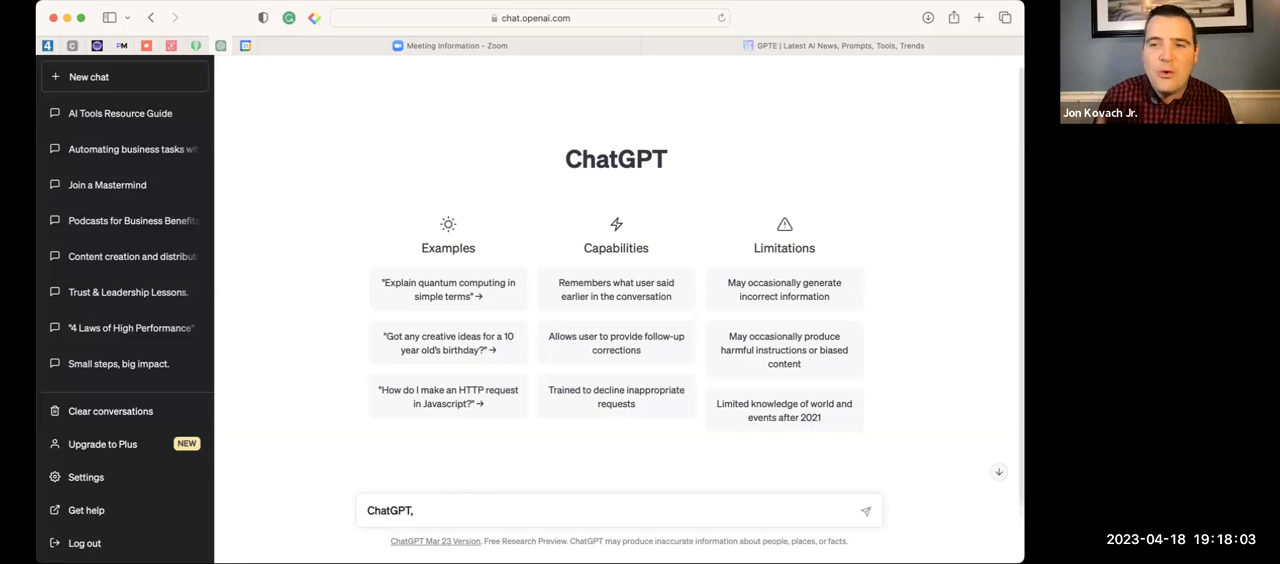 chat.openai.com
Meeting Information - Zoom
GPTE | Latest AI News, Prompts, Tools, Trends
New chat
AI Tools Resource Guide
Automating business tasks wi
Join a Mastermind
Podcasts for Business Benefits
Content creation and distribut
Trust & Leadership Lessons.
"4 Laws of High Performance"
Small steps, big impact.
Clear conversations
Upgrade to Plus NEW
Settings
Get help
Log out
ChatGPT
Examples
"Explain quantum computing in
simple terms" →
"Got any creative ideas for a 10
year old's birthday?" →
"How do I make an HTTP request
in Javascript?" →
Capabilities
Remembers what user said
earlier in the conversation
Allows user to provide follow-up
corrections
Trained to decline inappropriate
requests
Limitations
May occasionally generate
incorrect information
May occasionally produce
harmful instructions or biased
content
Limited knowledge of world and
events after 2021
ChatGPT,
ChatGPT Mar 23 Version. Free Research Preview. ChatGPT may produce inaccurate information about people, places, or facts.
Jon Kovach Jr.
2023-04-18 19:18:03